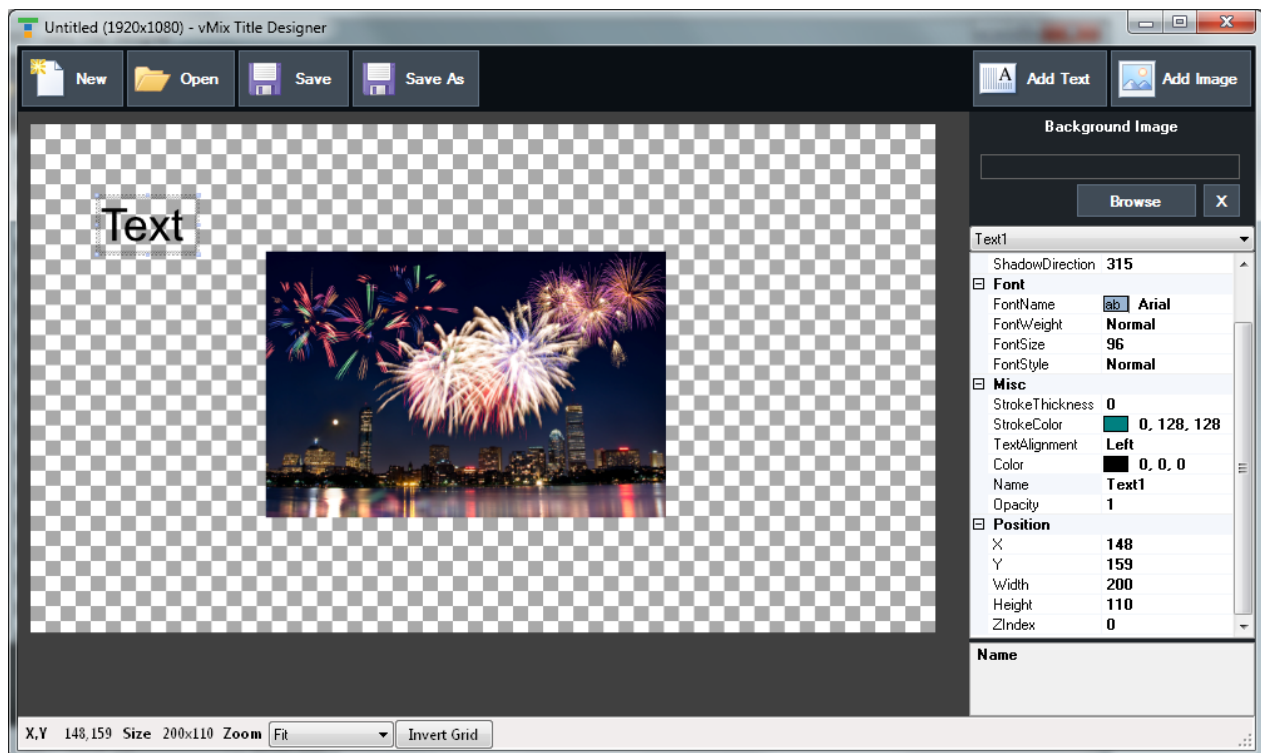 Untitled (1920x1080) - vMix Title Designer
New Open Save Save As Add Text Add Image
Background Image
Browse X
Text
Text1
ShadowDirection 315
Font
FontName ab Arial
FontWeight Normal
FontSize 96
FontStyle Normal
Misc
StrokeThickness 0
StrokeColor 0, 128, 128
TextAlignment Left
Color 0, 0, 0
Name Text1
Opacity 1
Position
X 148
Y 159
Width 200
Height 110
ZIndex 0
Name
X,Y 148,159 Size 200x110 Zoom Fit Invert Grid